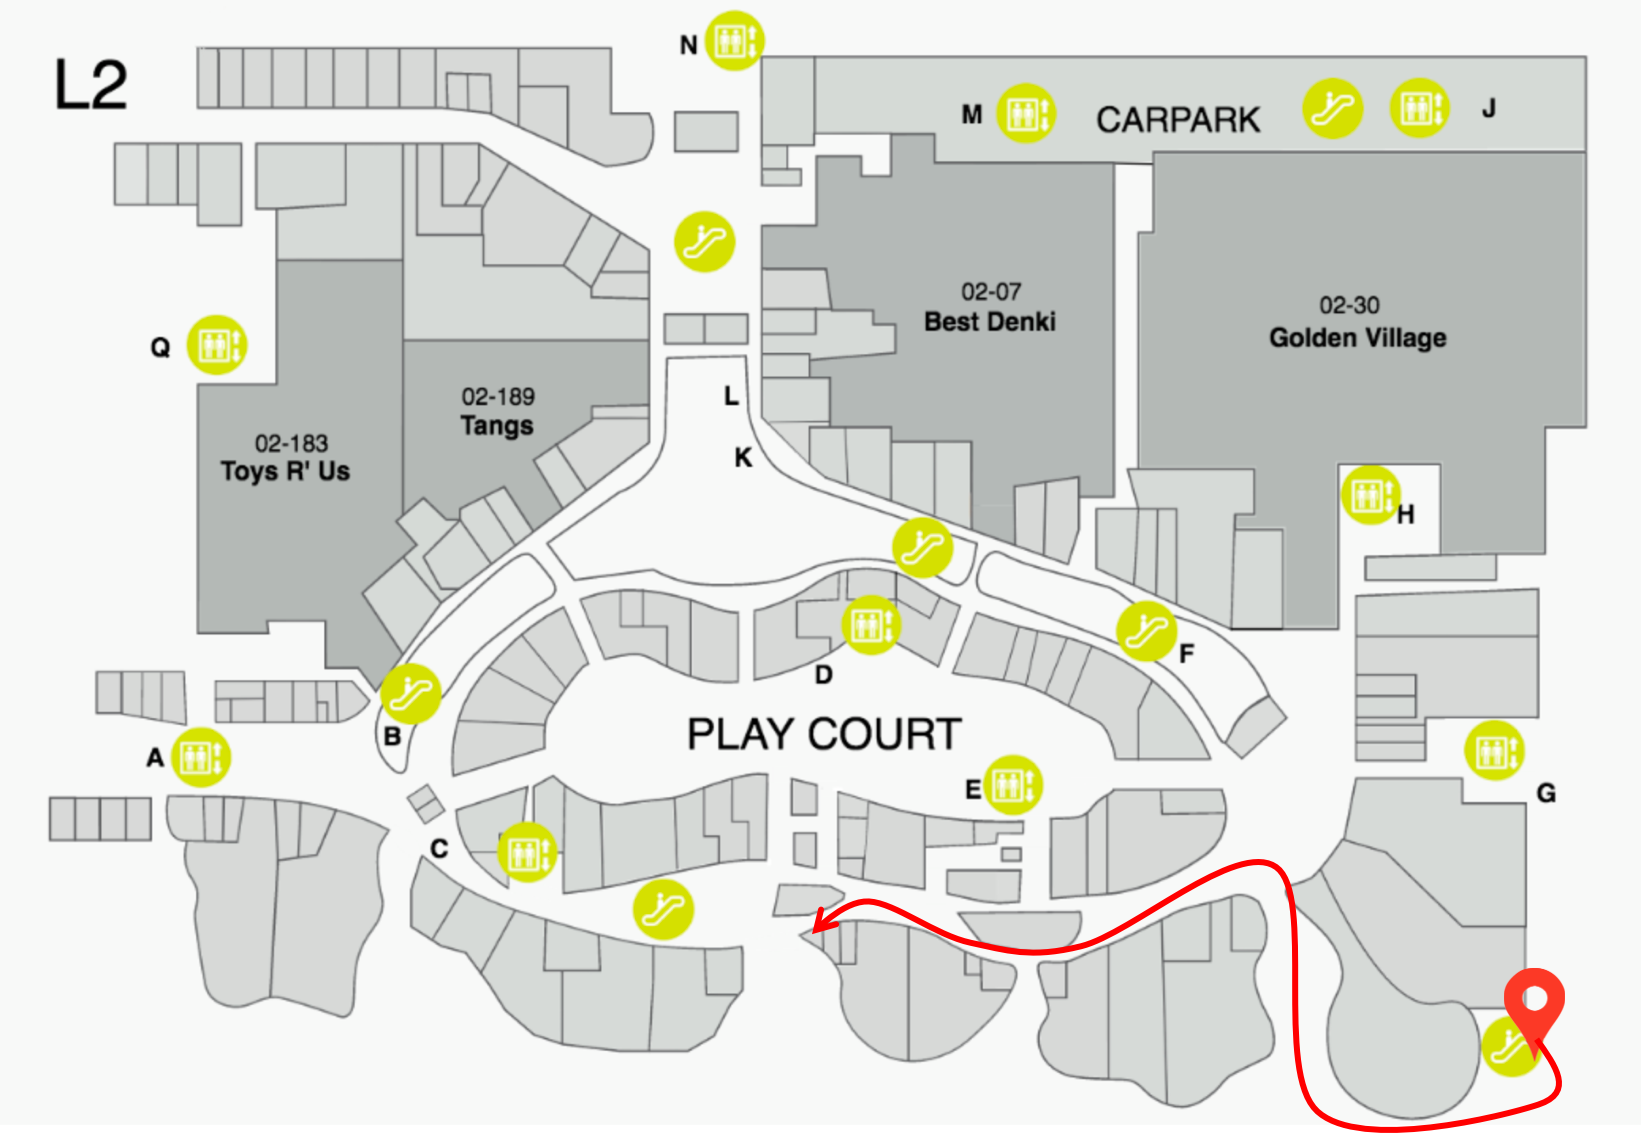 L2
N
M
CARPARK
J
02-07
Best Denki
02-30
Golden Village
Q
02-189
Tangs
L
02-183
Toys R' Us
K
H
F
D
B
PLAY COURT
A
E
G
C